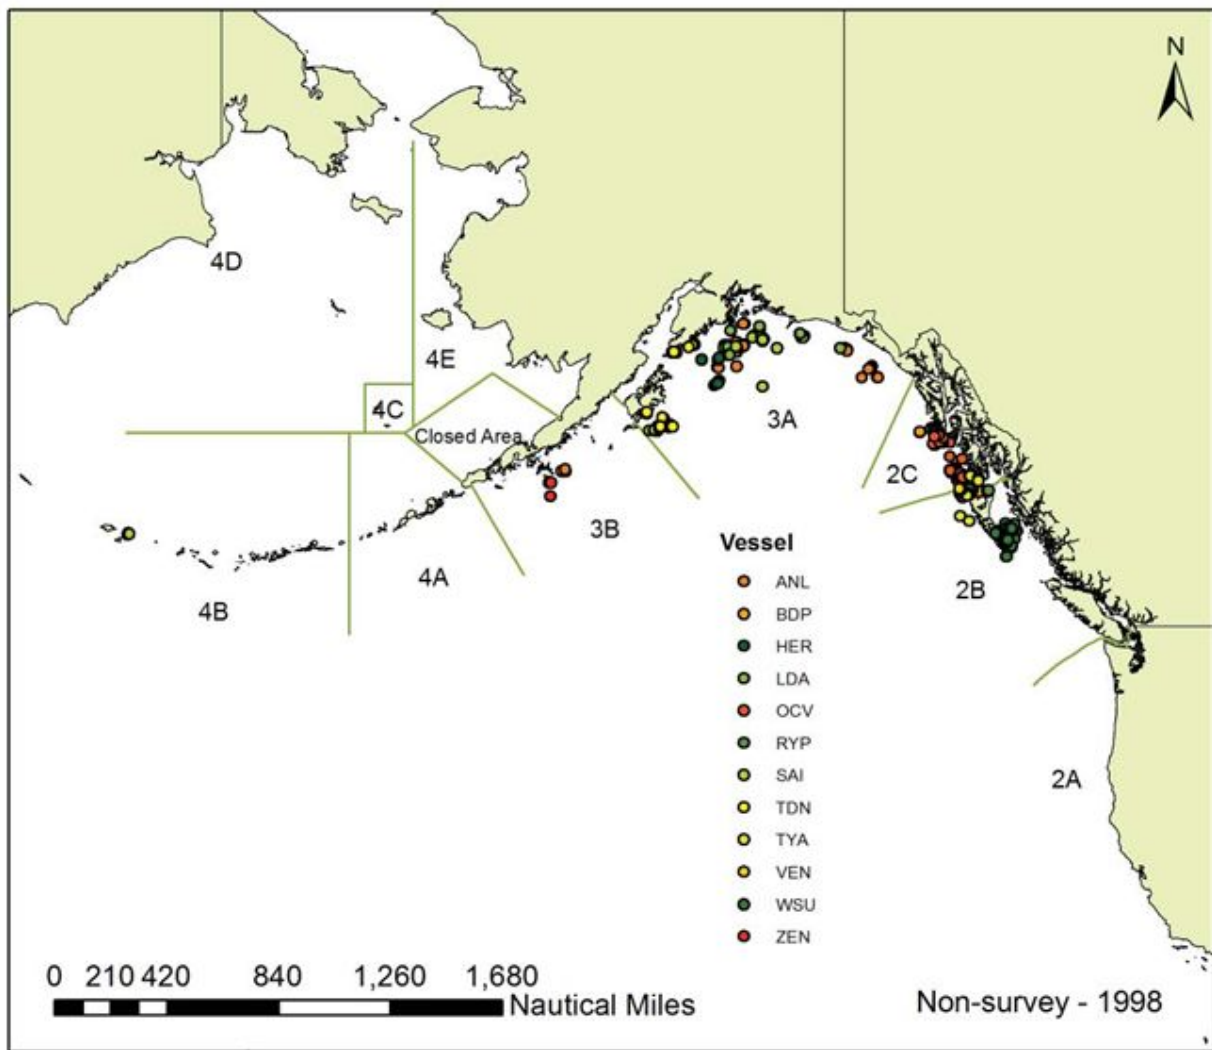 N
4D
4E
4C
Closed Area
3A
2C
3B
4A
4B
2B
2A
Vessel
ANL
BDP
HER
LDA
OCV
RYP
SAI
TDN
TYA
VEN
WSU
ZEN
0 210 420 840 1,260 1,680
Nautical Miles
Non-survey - 1998